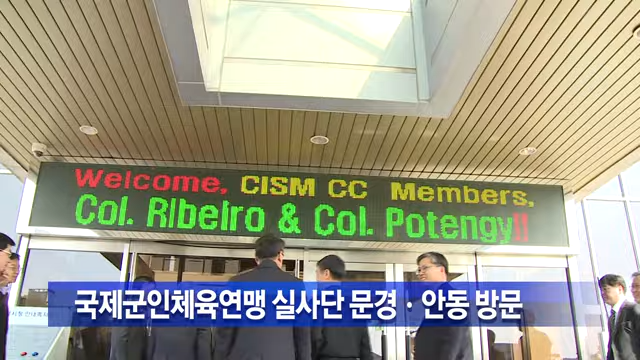 Welcome, CISM CC Members,
Col. Ribeiro & Col. Potengy!!
국제군인체육연맹 실사단 문경 · 안동 방문